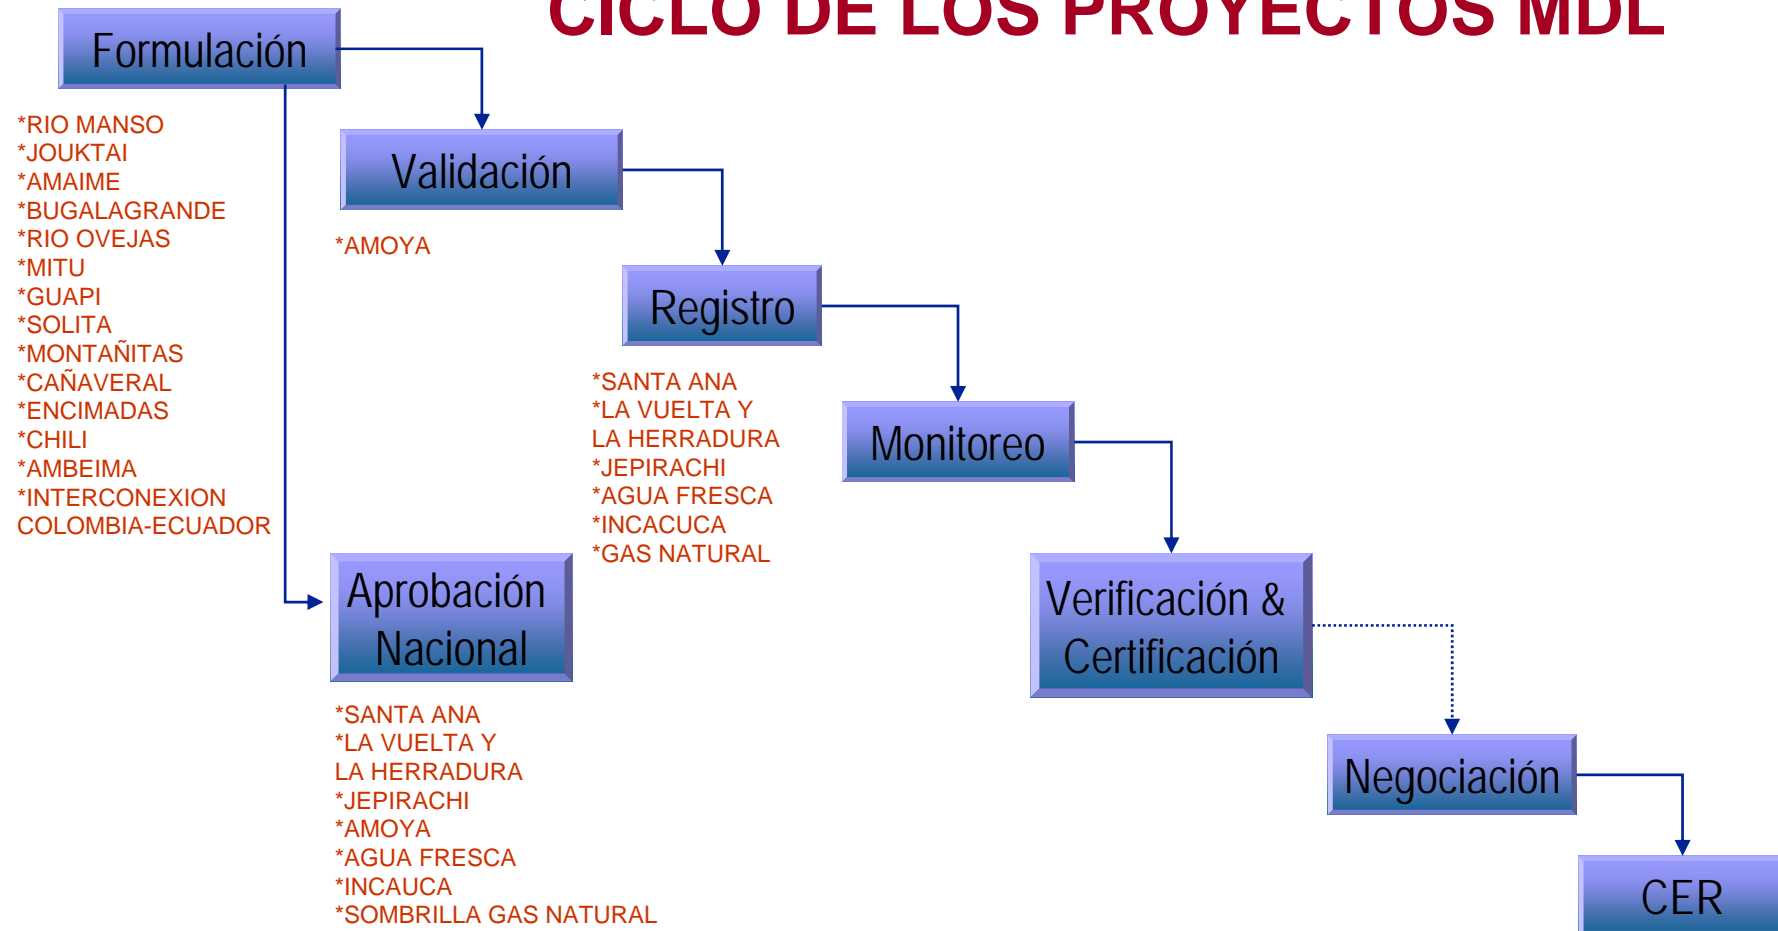 CICLO DE LOS PROYECTOS MDL
Formulación
*RIO MANSO
*JOUKTAI
*AMAIME
*BUGALAGRANDE
*RIO OVEJAS
*MITU
*GUAPI
*SOLITA
*MONTAÑITAS
*CAÑAVERAL
*ENCIMADAS
*CHILI
*AMBEIMA
*INTERCONEXION
COLOMBIA-ECUADOR
Validación
*AMOYA
Registro
*SANTA ANA
*LA VUELTA Y
LA HERRADURA
*JEPIRACHI
*AGUA FRESCA
*INCACUCA
*GAS NATURAL
Monitoreo
Aprobación
Nacional
*SANTA ANA
*LA VUELTA Y
LA HERRADURA
*JEPIRACHI
*AMOYA
*AGUA FRESCA
*INCAUCA
*SOMBRILLA GAS NATURAL
Verificación &
Certificación
Negociación
CER